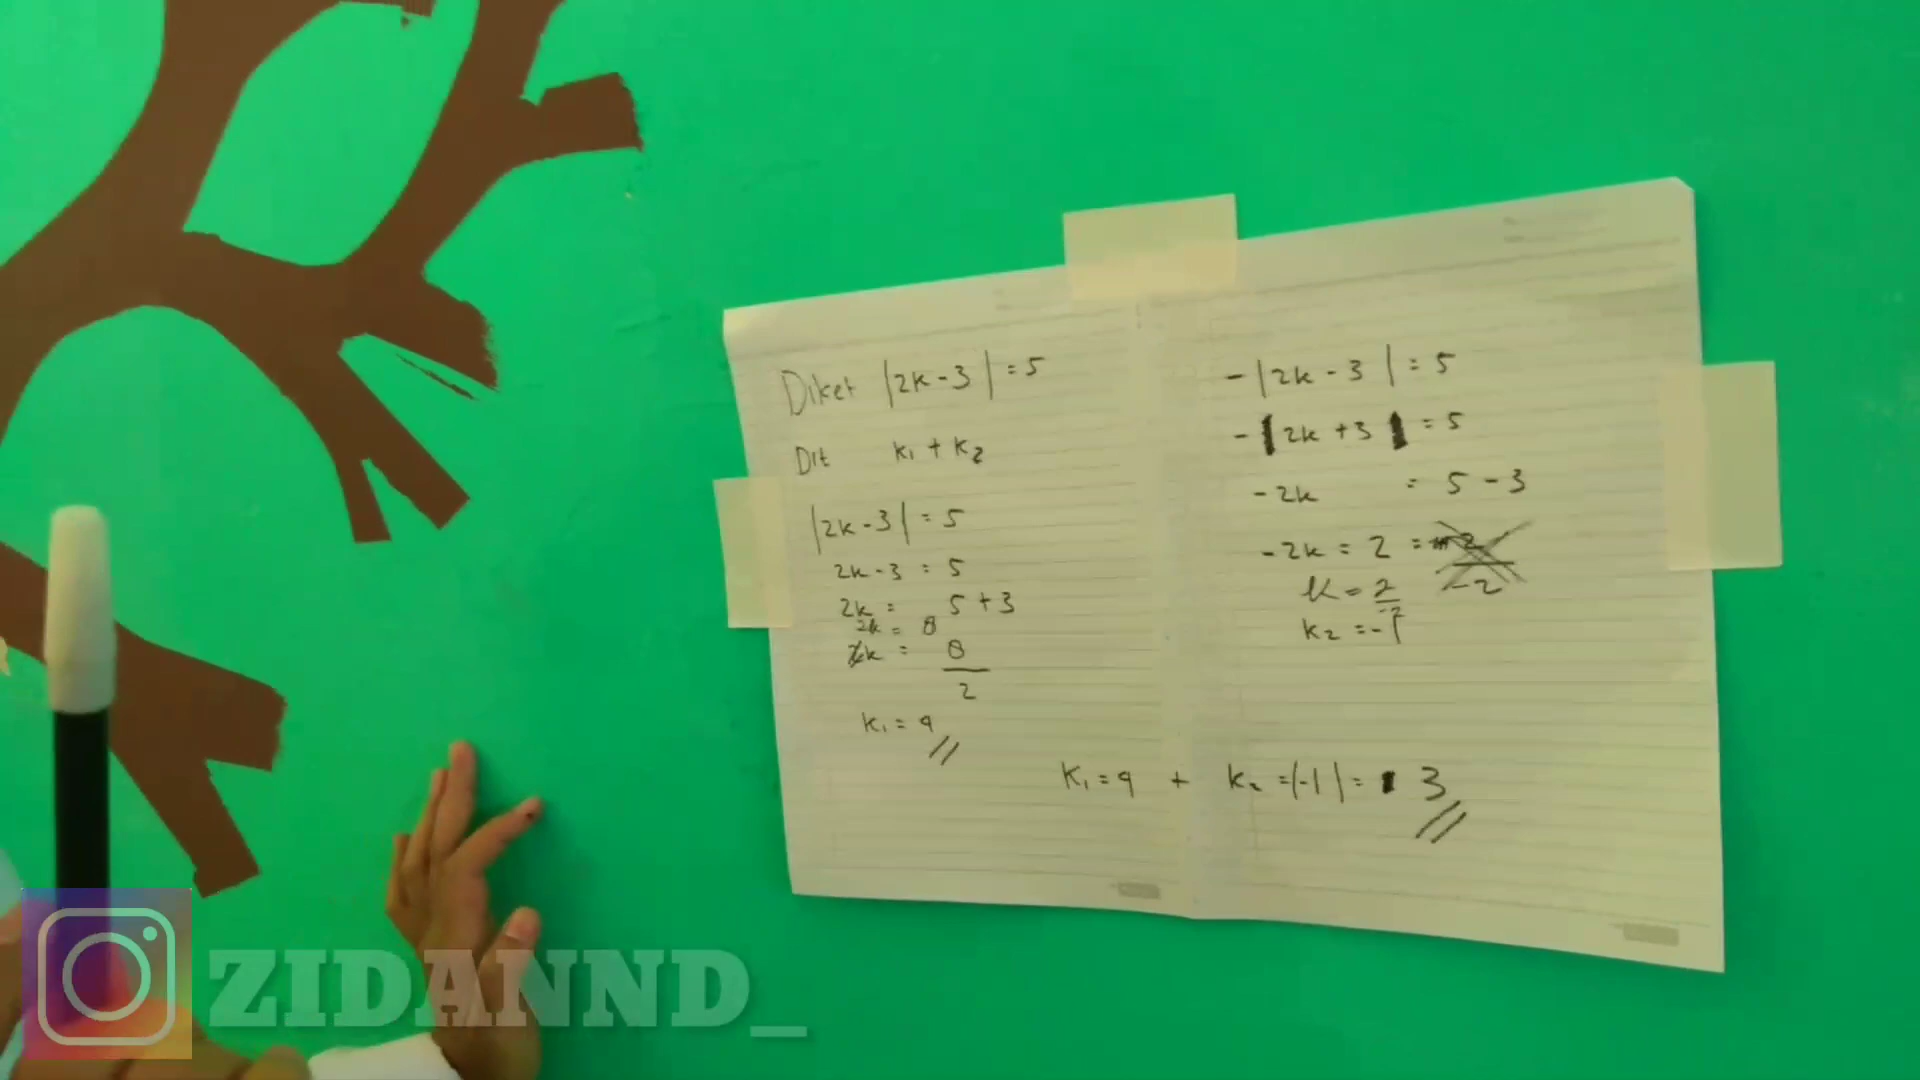 Diket |2k-3| = 5
Dit k₁ + k₂
|2k-3| = 5
2k-3 = 5
2k = 5+3
2k = 8
2k = 8
2
k₁ = 4
-|2k-3| = 5
-2k+3 = 5
-2k = 5-3
-2k = 2 =
-2
k = 2
-2
k₂ = -1
k₁ = 4 + k₂ = (-1) = 3
ZIDANND_